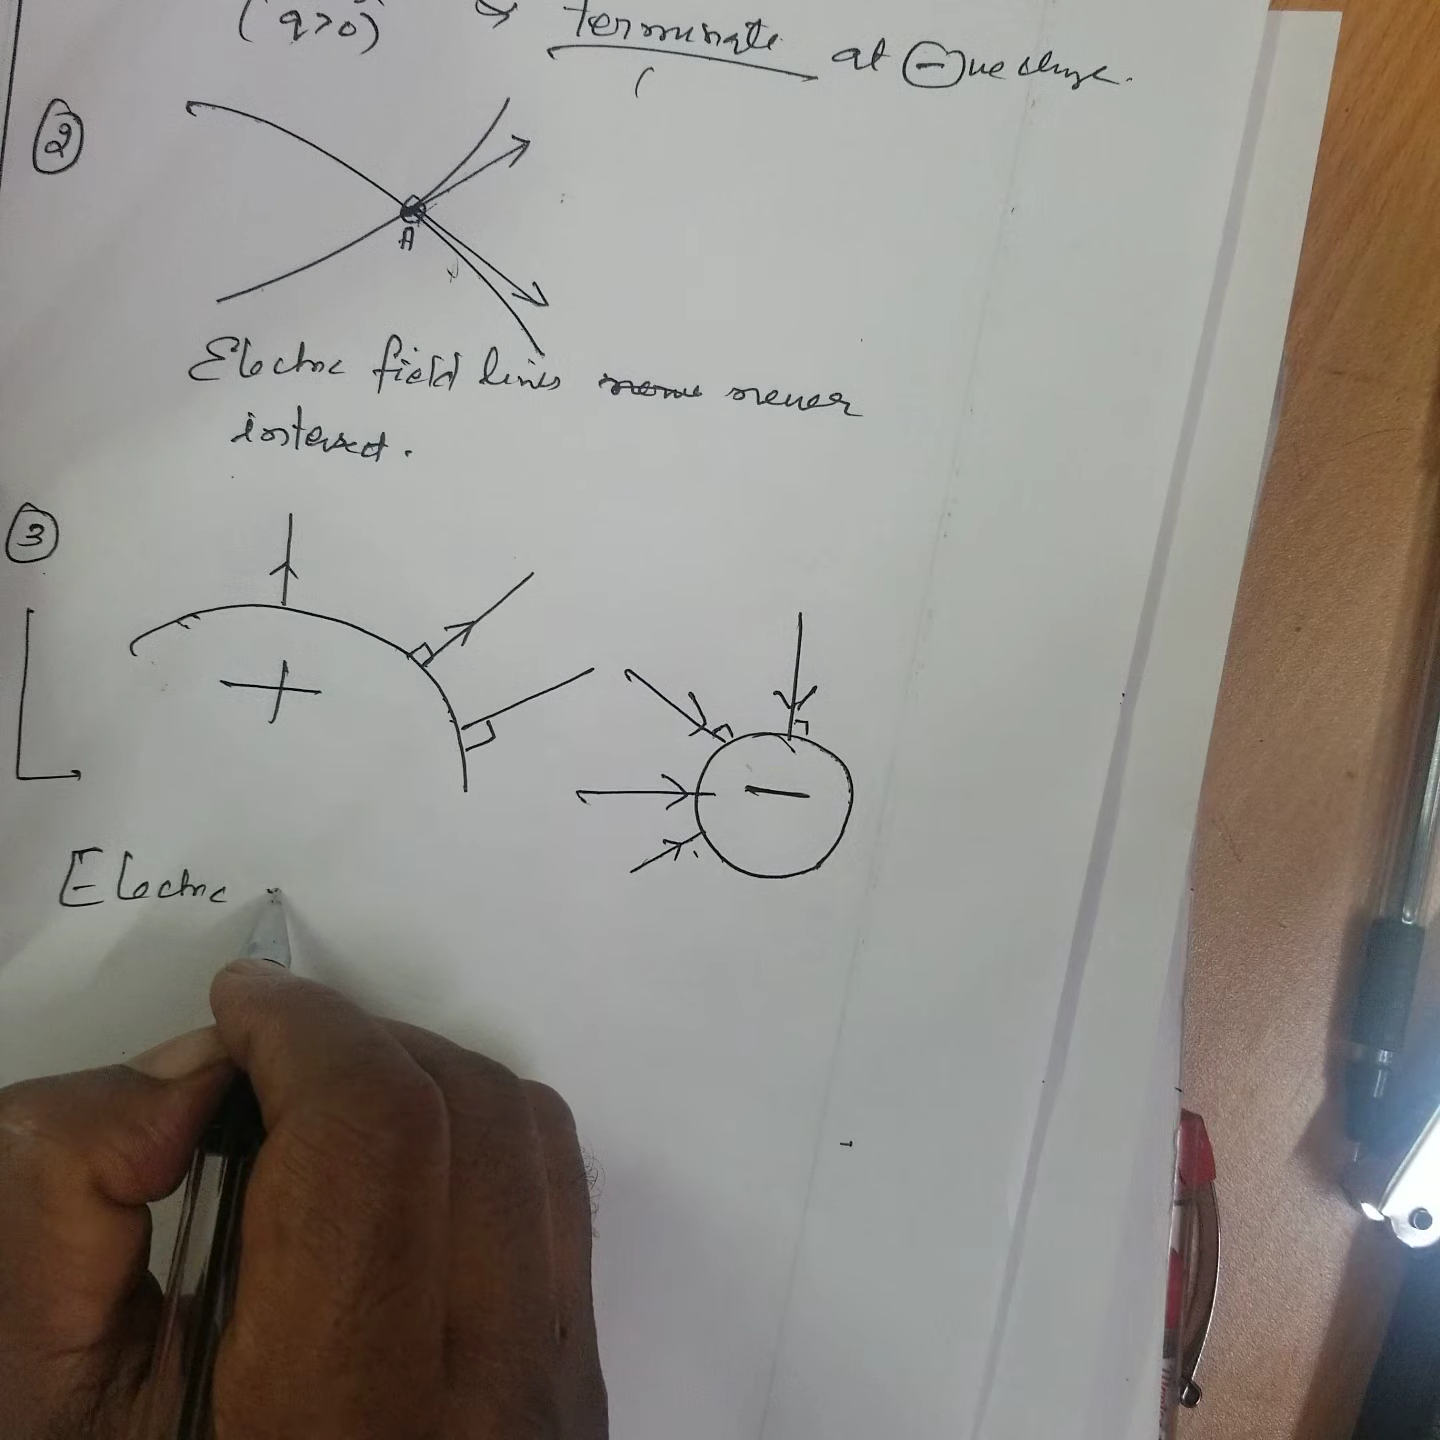 (q>0) → terminate at ⊖ve charge.
②
A
Electric field lines never
intersect.
③
+
−
Electric